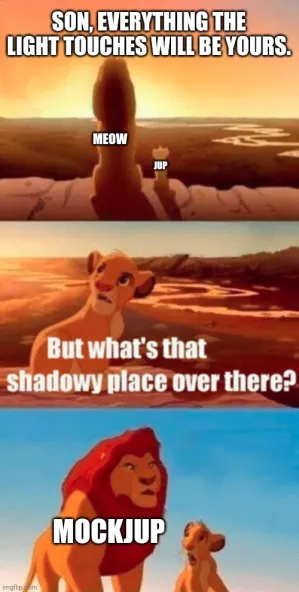 SON, EVERYTHING THE
LIGHT TOUCHES WILL BE YOURS.
MEOW
JUP
But what's that
shadowy place over there?
MOCKJUP
imgflip.com